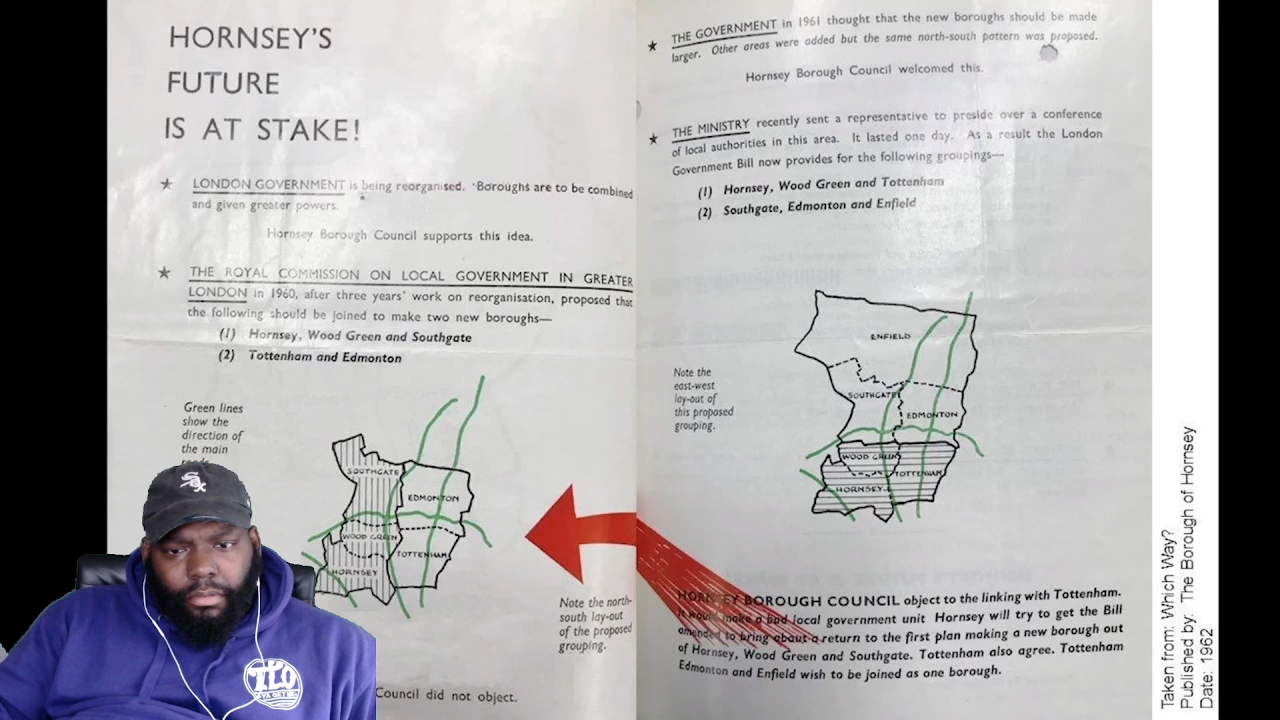 HORNSEY'S
FUTURE
IS AT STAKE!
★ LONDON GOVERNMENT is being reorganised. Boroughs are to be combined
and given greater powers.
Hornsey Borough Council supports this idea.
★ THE ROYAL COMMISSION ON LOCAL GOVERNMENT IN GREATER
LONDON in 1960, after three years' work on reorganisation, proposed that
the following should be joined to make two new boroughs—
(1) Hornsey, Wood Green and Southgate
(2) Tottenham and Edmonton
Green lines
show the
direction of
the main
roads
SOUTHGATE
EDMONTON
WOOD GREEN
TOTTENHAM
HORNSEY
Note the north-
south lay-out
of the proposed
grouping.
Council did not object.
★ THE GOVERNMENT in 1961 thought that the new boroughs should be made
larger. Other areas were added but the same north-south pattern was proposed.
Hornsey Borough Council welcomed this.
★ THE MINISTRY recently sent a representative to preside over a conference
of local authorities in this area. It lasted one day. As a result the London
Government Bill now provides for the following groupings—
(1) Hornsey, Wood Green and Tottenham
(2) Southgate, Edmonton and Enfield
Note the
east-west
lay-out of
this proposed
grouping.
ENFIELD
SOUTHGATE
EDMONTON
WOOD GREEN
TOTTENHAM
HORNSEY
HORNSEY BOROUGH COUNCIL object to the linking with Tottenham.
It would make a bad local government unit Hornsey will try to get the Bill
amended to bring about a return to the first plan making a new borough out
of Hornsey, Wood Green and Southgate. Tottenham also agree. Tottenham
Edmonton and Enfield wish to be joined as one borough.
Taken from: Which Way?
Published by: The Borough of Hornsey
Date: 1962
Sox
TLO